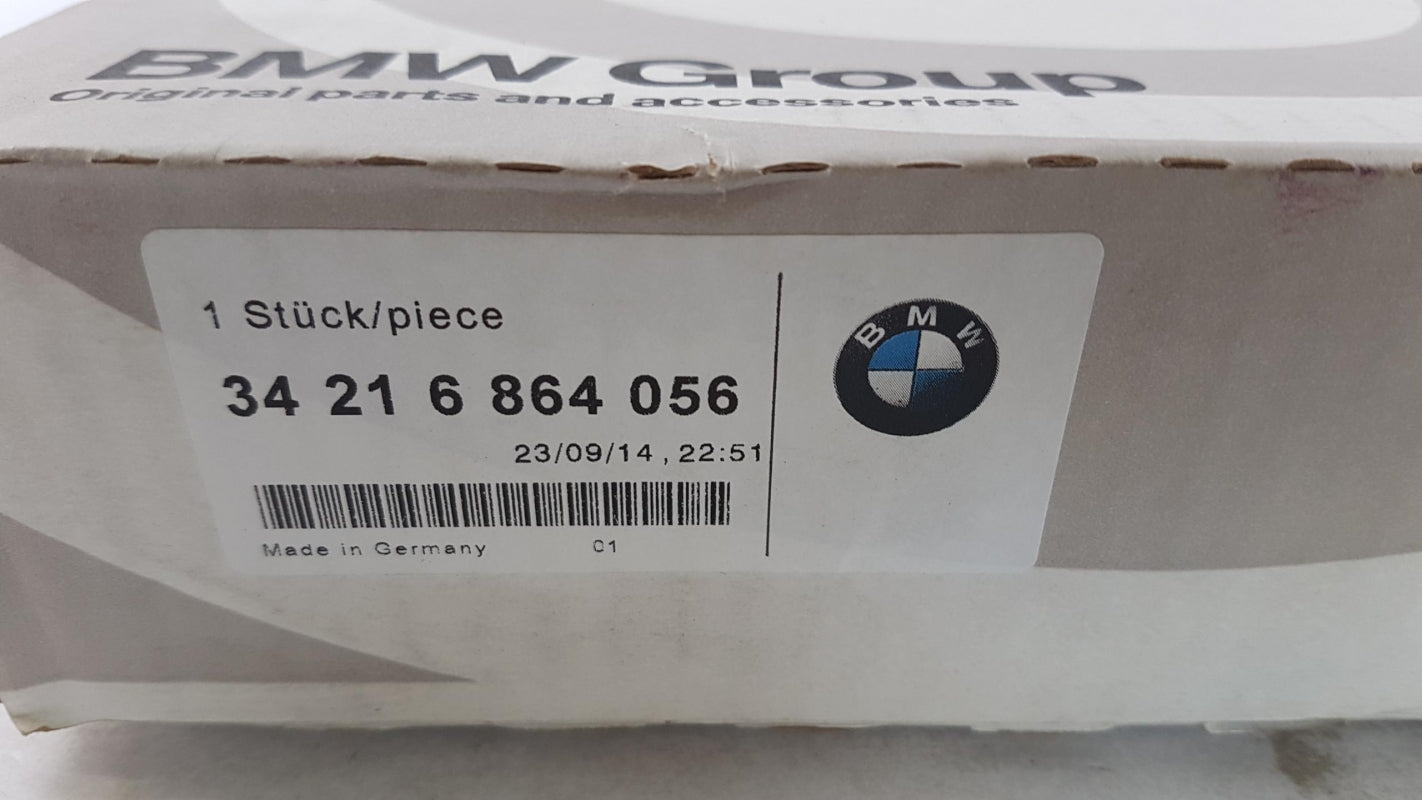 BMW Group
Original parts and accessories
1 Stück/piece
34 21 6 864 056
23/09/14 , 22:51
Made in Germany 01
BMW